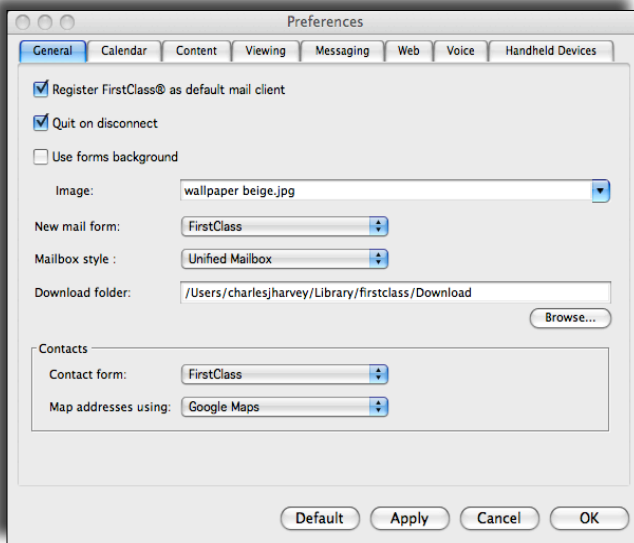 Preferences
General Calendar Content Viewing Messaging Web Voice Handheld Devices
Register FirstClass® as default mail client
Quit on disconnect
Use forms background
Image: wallpaper beige.jpg
New mail form: FirstClass
Mailbox style : Unified Mailbox
Download folder: /Users/charlesjharvey/Library/firstclass/Download
Browse...
Contacts
Contact form: FirstClass
Map addresses using: Google Maps
Default Apply Cancel OK